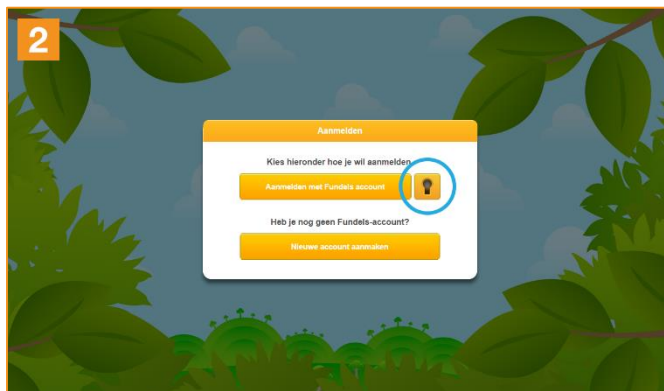 2
Aanmelden
Kies hieronder hoe je wil aanmelden
Aanmelden met Fundels account
Heb je nog geen Fundels-account?
Nieuwe account aanmaken